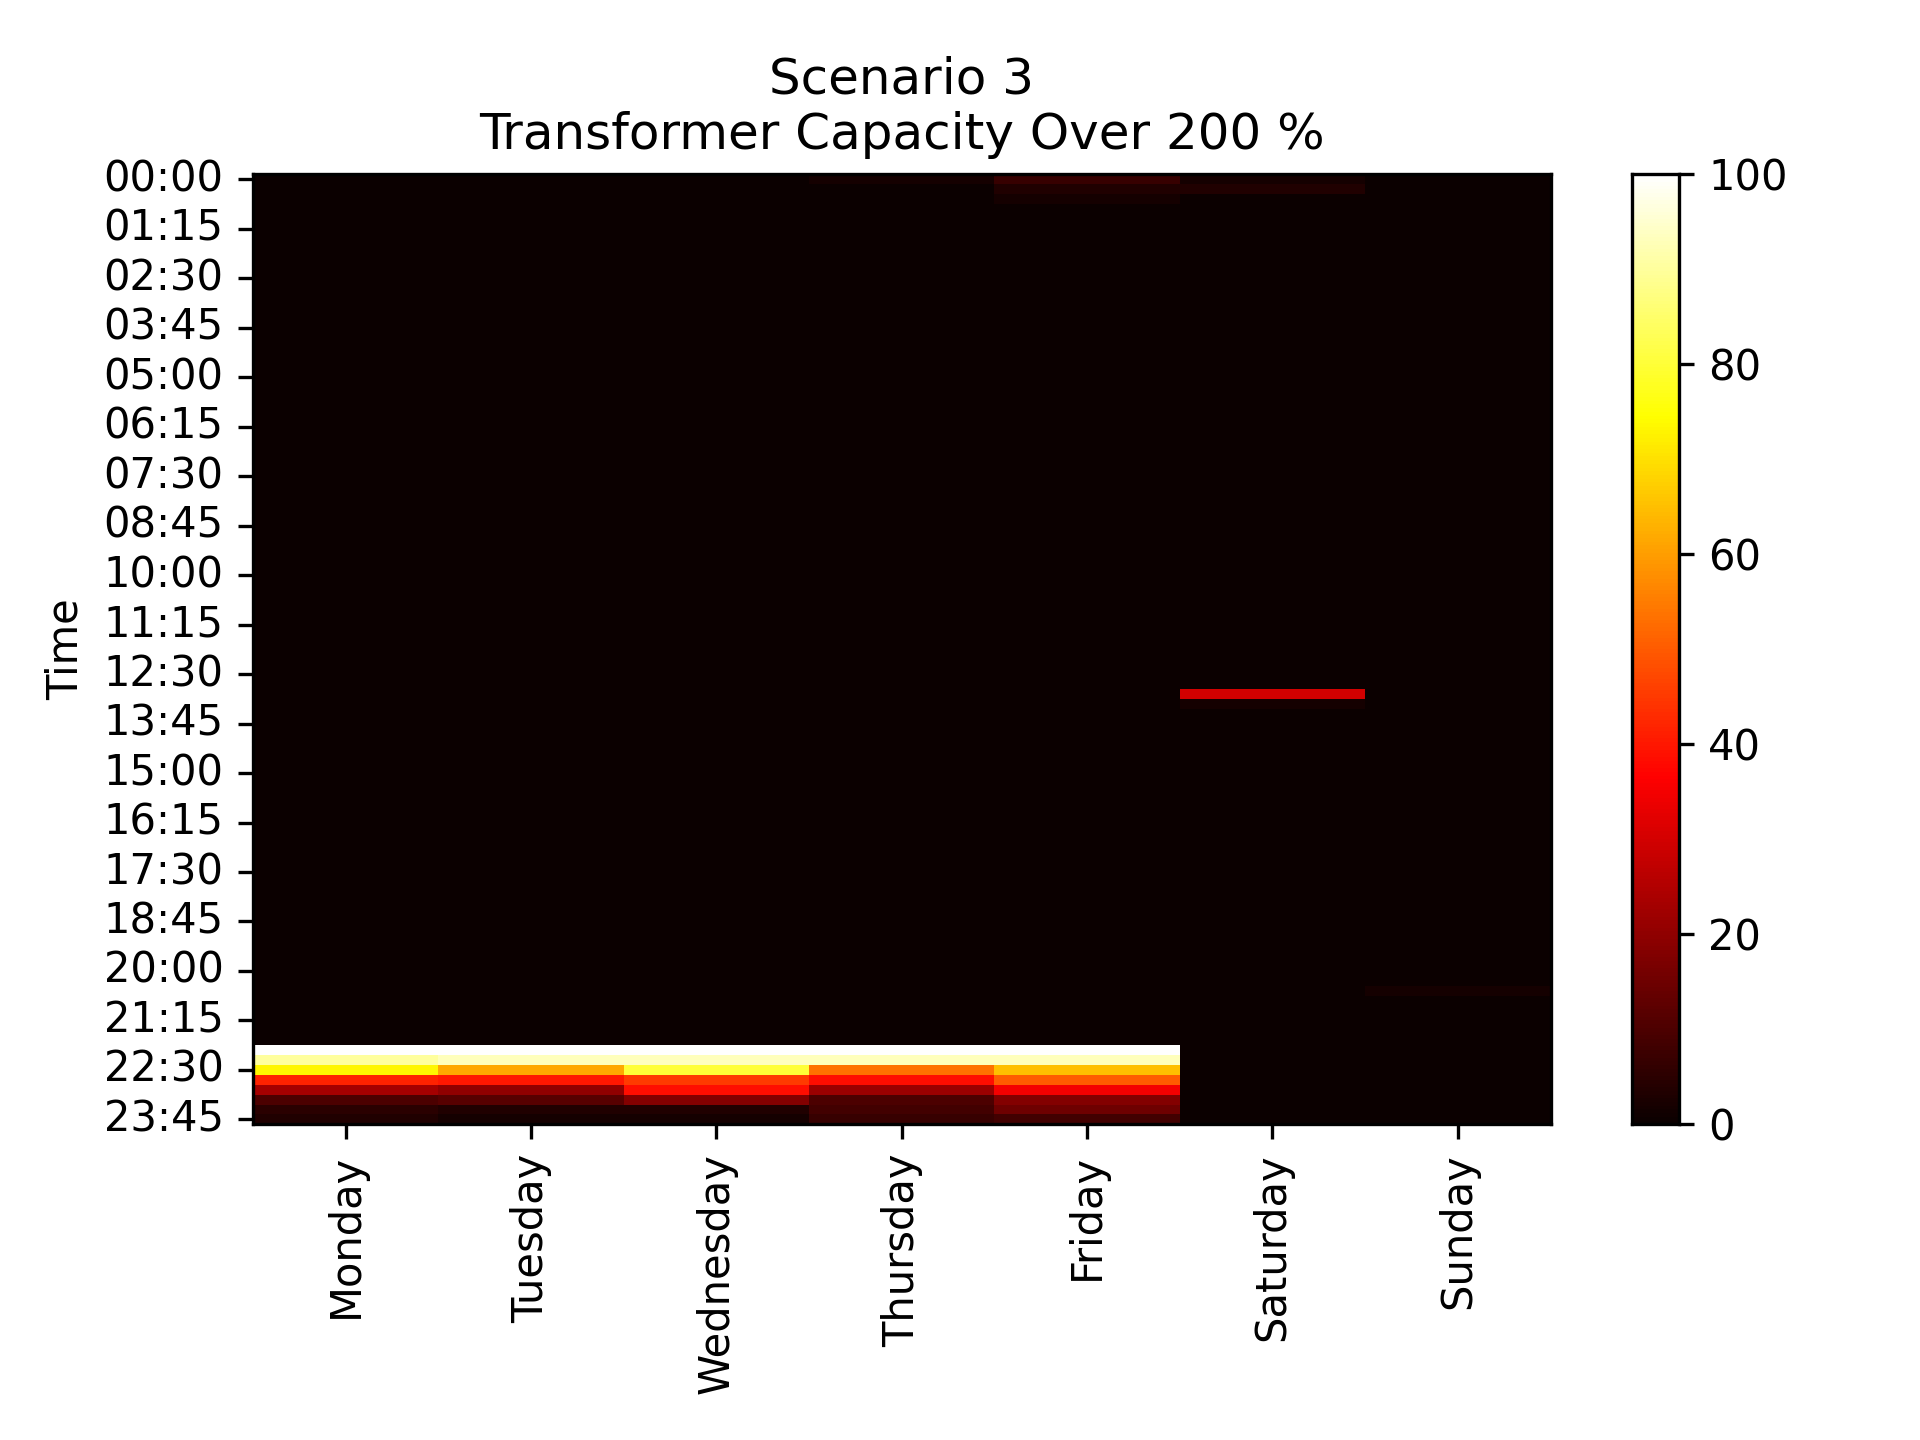 Scenario 3
Transformer Capacity Over 200 %
Time
00:00
01:15
02:30
03:45
05:00
06:15
07:30
08:45
10:00
11:15
12:30
13:45
15:00
16:15
17:30
18:45
20:00
21:15
22:30
23:45
Monday
Tuesday
Wednesday
Thursday
Friday
Saturday
Sunday
100
80
60
40
20
0